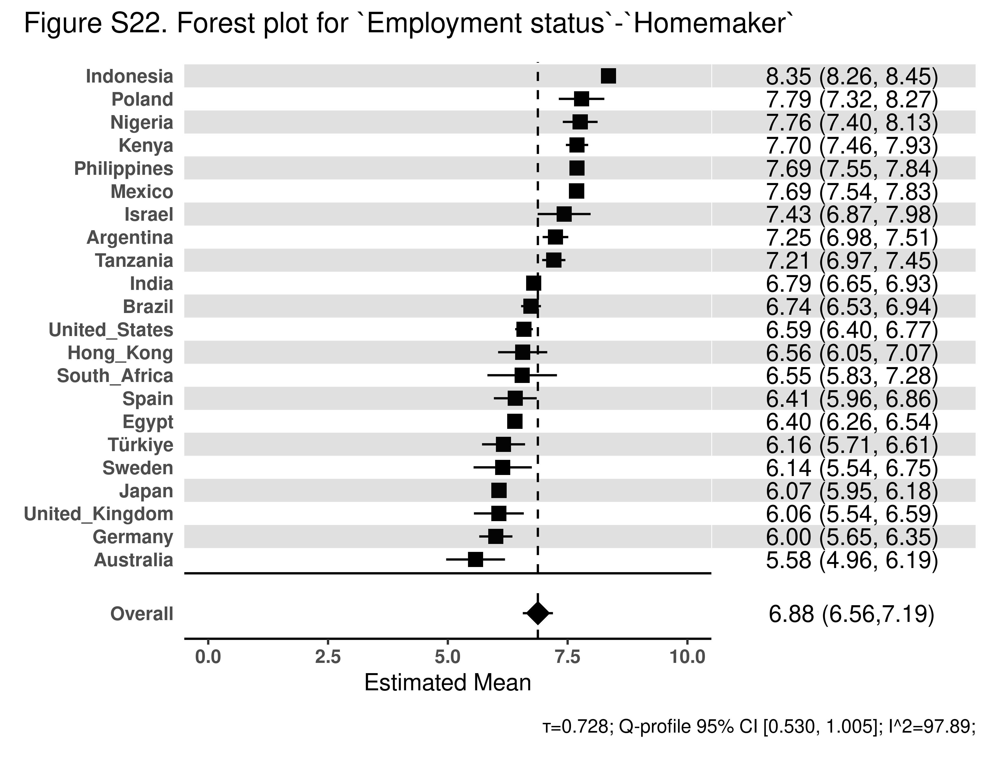 Figure S22. Forest plot for `Employment status`-`Homemaker`
Indonesia 8.35 (8.26, 8.45)
Poland 7.79 (7.32, 8.27)
Nigeria 7.76 (7.40, 8.13)
Kenya 7.70 (7.46, 7.93)
Philippines 7.69 (7.55, 7.84)
Mexico 7.69 (7.54, 7.83)
Israel 7.43 (6.87, 7.98)
Argentina 7.25 (6.98, 7.51)
Tanzania 7.21 (6.97, 7.45)
India 6.79 (6.65, 6.93)
Brazil 6.74 (6.53, 6.94)
United_States 6.59 (6.40, 6.77)
Hong_Kong 6.56 (6.05, 7.07)
South_Africa 6.55 (5.83, 7.28)
Spain 6.41 (5.96, 6.86)
Egypt 6.40 (6.26, 6.54)
Türkiye 6.16 (5.71, 6.61)
Sweden 6.14 (5.54, 6.75)
Japan 6.07 (5.95, 6.18)
United_Kingdom 6.06 (5.54, 6.59)
Germany 6.00 (5.65, 6.35)
Australia 5.58 (4.96, 6.19)
Overall 6.88 (6.56,7.19)
0.0 2.5 5.0 7.5 10.0
Estimated Mean
τ=0.728; Q-profile 95% CI [0.530, 1.005]; I^2=97.89;